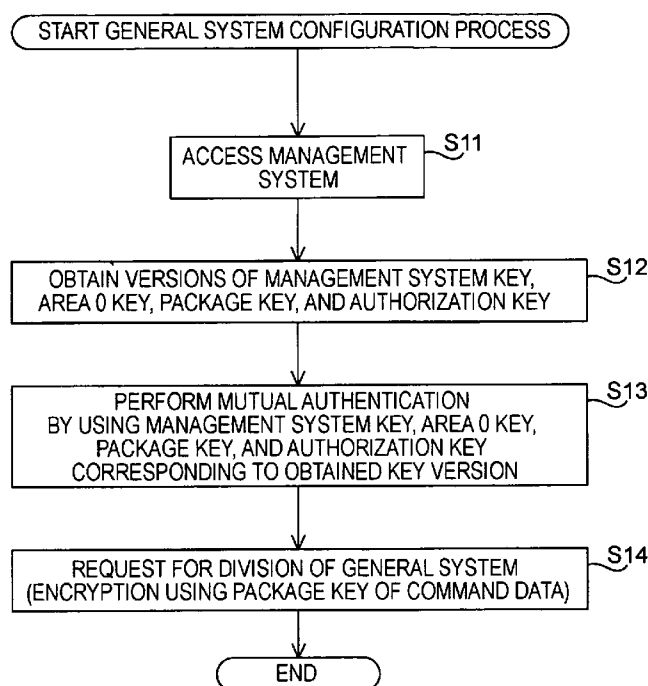 START GENERAL SYSTEM CONFIGURATION PROCESS
S11
ACCESS MANAGEMENT
SYSTEM
S12
OBTAIN VERSIONS OF MANAGEMENT SYSTEM KEY,
AREA 0 KEY, PACKAGE KEY, AND AUTHORIZATION KEY
S13
PERFORM MUTUAL AUTHENTICATION
BY USING MANAGEMENT SYSTEM KEY, AREA 0 KEY,
PACKAGE KEY, AND AUTHORIZATION KEY
CORRESPONDING TO OBTAINED KEY VERSION
S14
REQUEST FOR DIVISION OF GENERAL SYSTEM
(ENCRYPTION USING PACKAGE KEY OF COMMAND DATA)
END